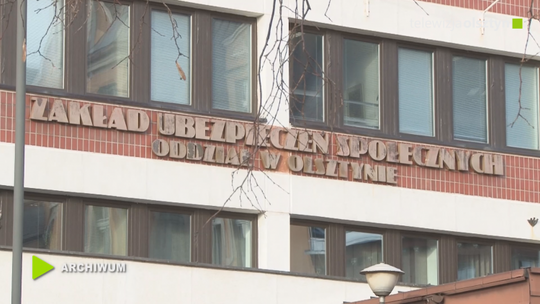 ZAKŁAD UBEZPIECZEŃ SPOŁECZNYCH
ODDZIAŁ W OLSZTYNIE
ARCHIWUM